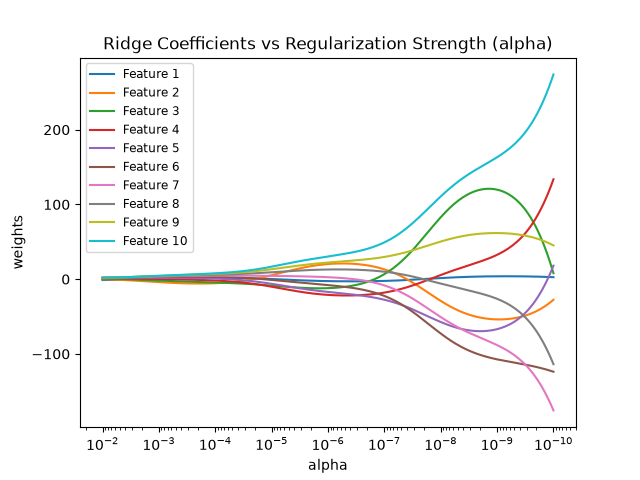 Ridge Coefficients vs Regularization Strength (alpha)
Feature 1
Feature 2
Feature 3
Feature 4
Feature 5
Feature 6
Feature 7
Feature 8
Feature 9
Feature 10
200
100
0
−100
weights
10⁻² 10⁻³ 10⁻⁴ 10⁻⁵ 10⁻⁶ 10⁻⁷ 10⁻⁸ 10⁻⁹ 10⁻¹⁰
alpha